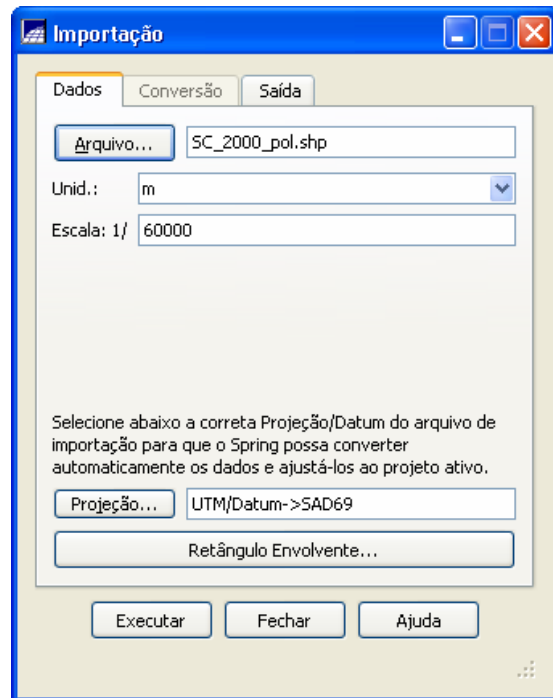 Importação
Dados Conversão Saída
Arquivo... SC_2000_pol.shp
Unid.: m
Escala: 1/ 60000
Selecione abaixo a correta Projeção/Datum do arquivo de
importação para que o Spring possa converter
automaticamente os dados e ajustá-los ao projeto ativo.
Projeção... UTM/Datum->SAD69
Retângulo Envolvente...
Executar Fechar Ajuda